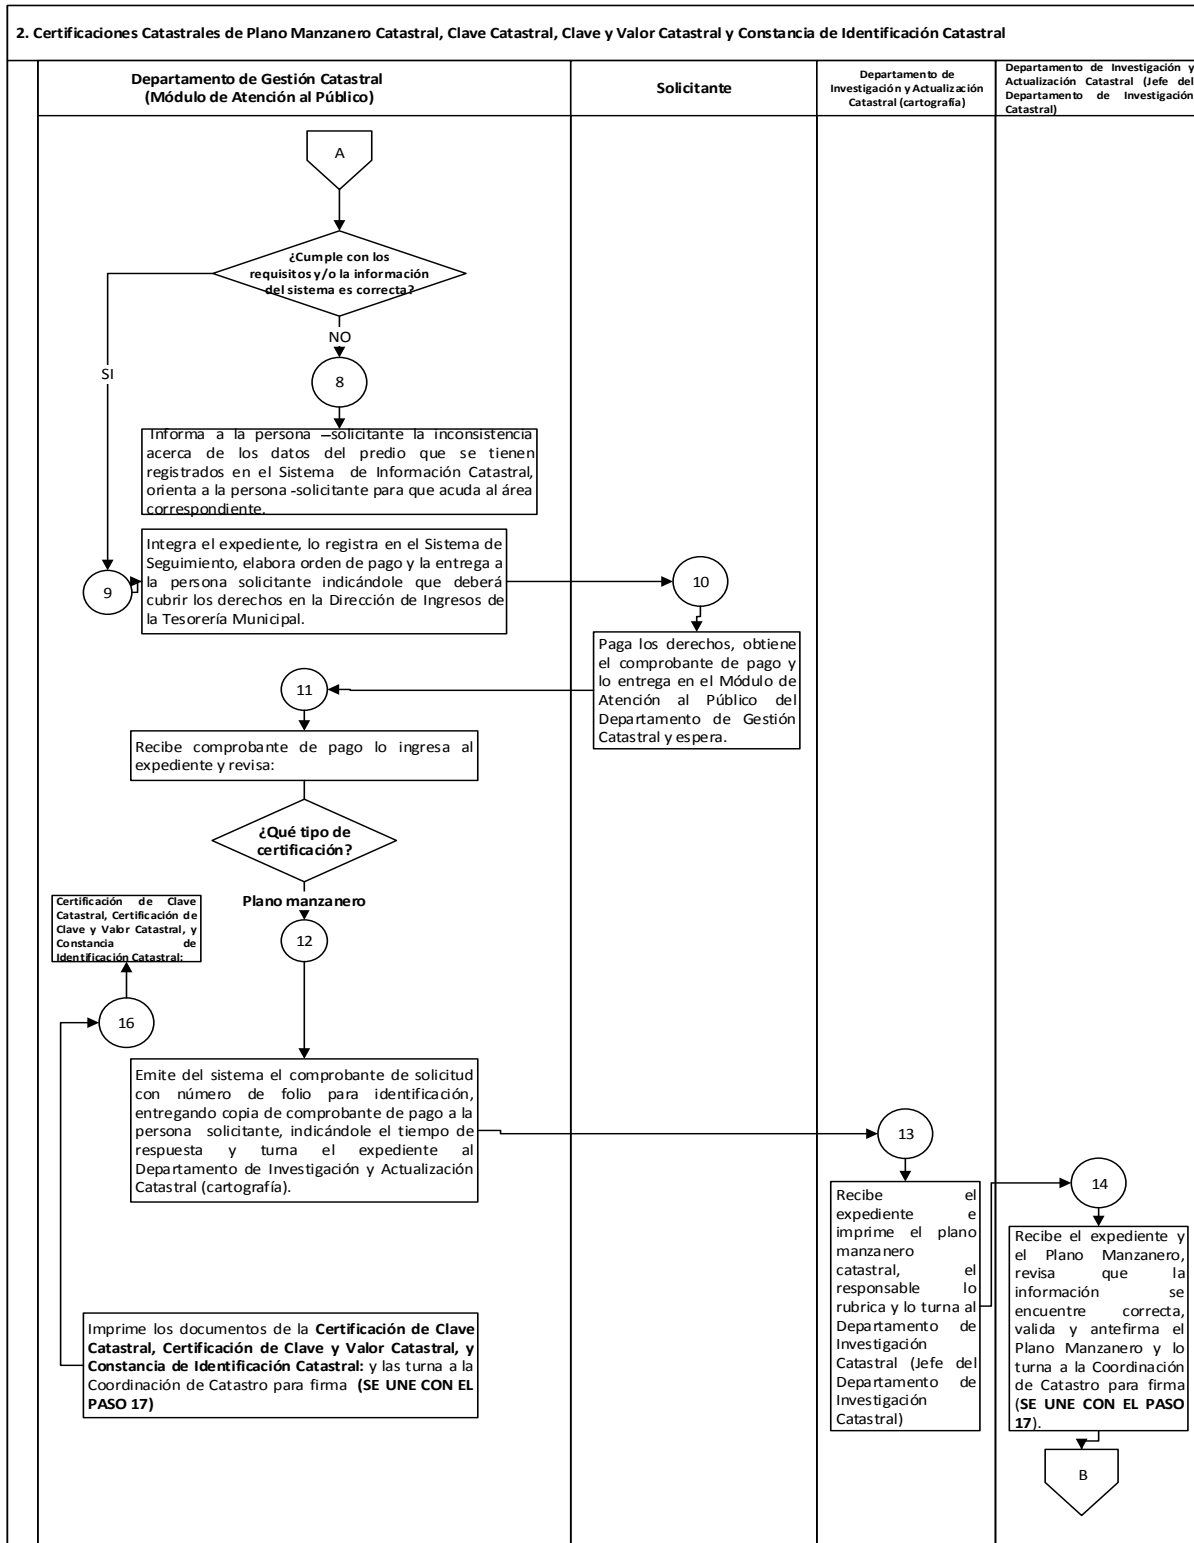 2. Certificaciones Catastrales de Plano Manzanero Catastral, Clave Catastral, Clave y Valor Catastral y Constancia de Identificación Catastral
Departamento de Gestión Catastral
(Módulo de Atención al Público)
Solicitante
Departamento de
Investigación y Actualización
Catastral (cartografía)
Departamento de Investigación y
Actualización Catastral (Jefe del
Departamento de Investigación
Catastral)
A
¿Cumple con los
requisitos y/o la información
del sistema es correcta?
NO
SI
8
Informa a la persona –solicitante la inconsistencia
acerca de los datos del predio que se tienen
registrados en el Sistema de Información Catastral,
orienta a la persona -solicitante para que acuda al área
correspondiente.
9
Integra el expediente, lo registra en el Sistema de
Seguimiento, elabora orden de pago y la entrega a
la persona solicitante indicándole que deberá
cubrir los derechos en la Dirección de Ingresos de
la Tesorería Municipal.
10
Paga los derechos, obtiene
el comprobante de pago y
lo entrega en el Módulo de
Atención al Público del
Departamento de Gestión
Catastral y espera.
11
Recibe comprobante de pago lo ingresa al
expediente y revisa:
¿Qué tipo de
certificación?
Plano manzanero
Certificación de Clave
Catastral, Certificación de
Clave y Valor Catastral, y
Constancia de
Identificación Catastral:
12
16
Emite del sistema el comprobante de solicitud
con número de folio para identificación,
entregando copia de comprobante de pago a la
persona solicitante, indicándole el tiempo de
respuesta y turna el expediente al
Departamento de Investigación y Actualización
Catastral (cartografía).
13
Recibe el
expediente e
imprime el plano
manzanero
catastral, el
responsable lo
rubrica y lo turna al
Departamento de
Investigación
Catastral (Jefe del
Departamento de
Investigación
Catastral)
14
Recibe el expediente y
el Plano Manzanero,
revisa que la
información se
encuentre correcta,
valida y antefirma el
Plano Manzanero y lo
turna a la Coordinación
de Catastro para firma
(SE UNE CON EL PASO
17).
Imprime los documentos de la Certificación de Clave
Catastral, Certificación de Clave y Valor Catastral, y
Constancia de Identificación Catastral: y las turna a la
Coordinación de Catastro para firma (SE UNE CON EL
PASO 17)
B